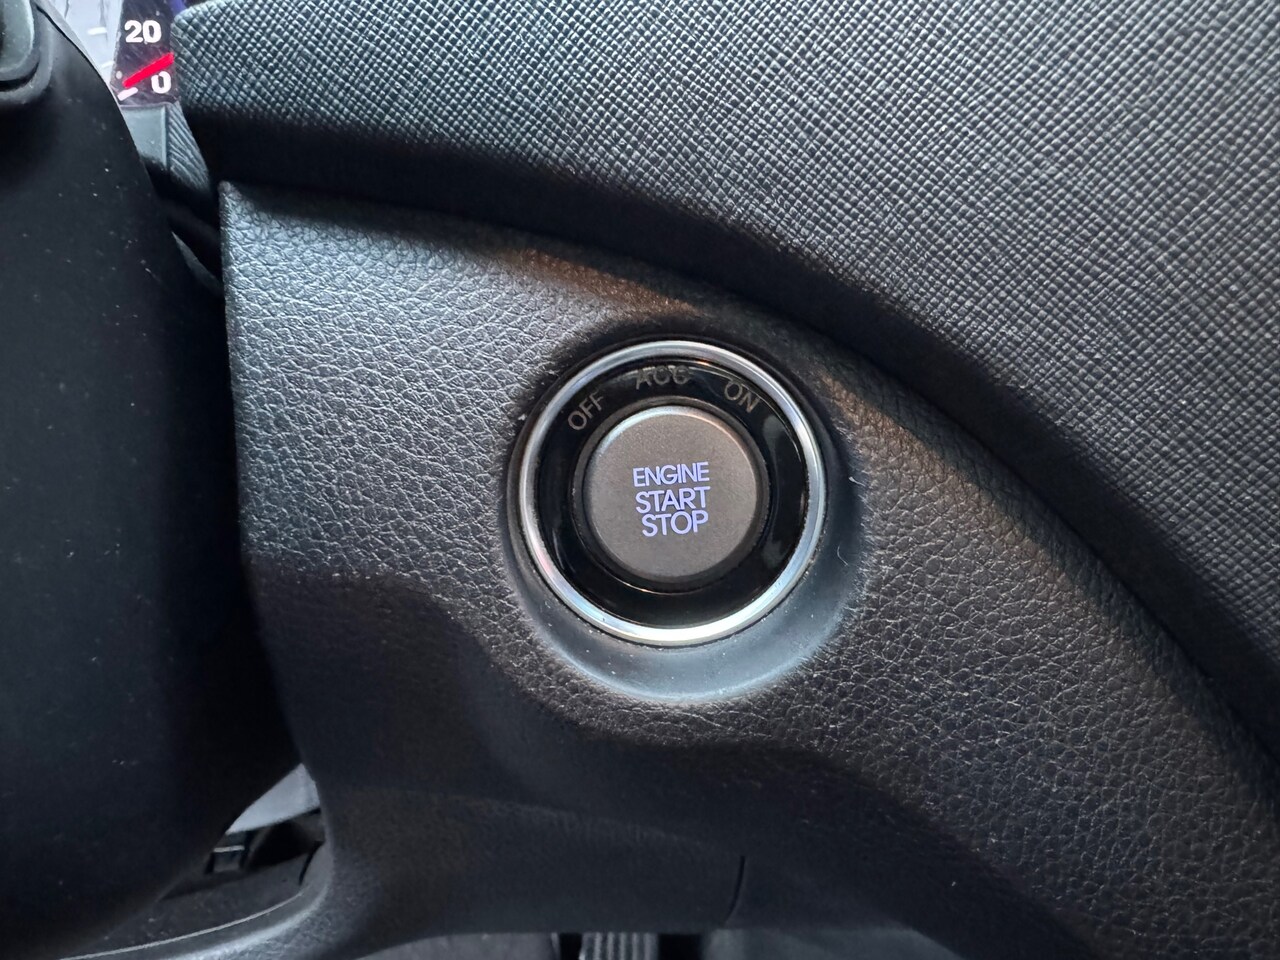 20
0
OFF ACC ON
ENGINE
START
STOP